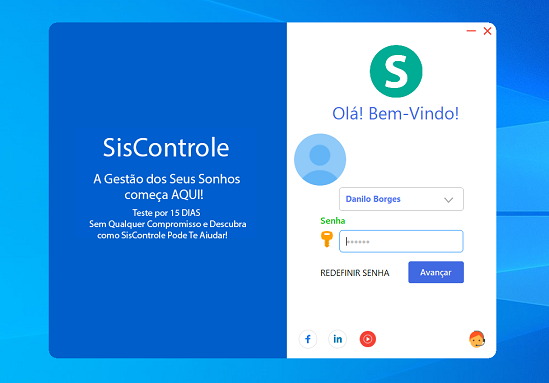 SisControle
A Gestão dos Seus Sonhos
começa AQUI!
Teste por 15 DIAS
Sem Qualquer Compromisso e Descubra
como SisControle Pode Te Aiudar!
S
Olá! Bem-Vindo!
Danilo Borges
Senha
******
REDEFINIR SENHA
Avançar
f
in